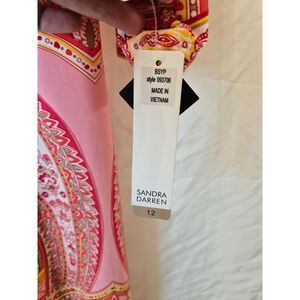 BSYP
style 093706
MADE IN
VIETNAM
SANDRA
DARREN
12